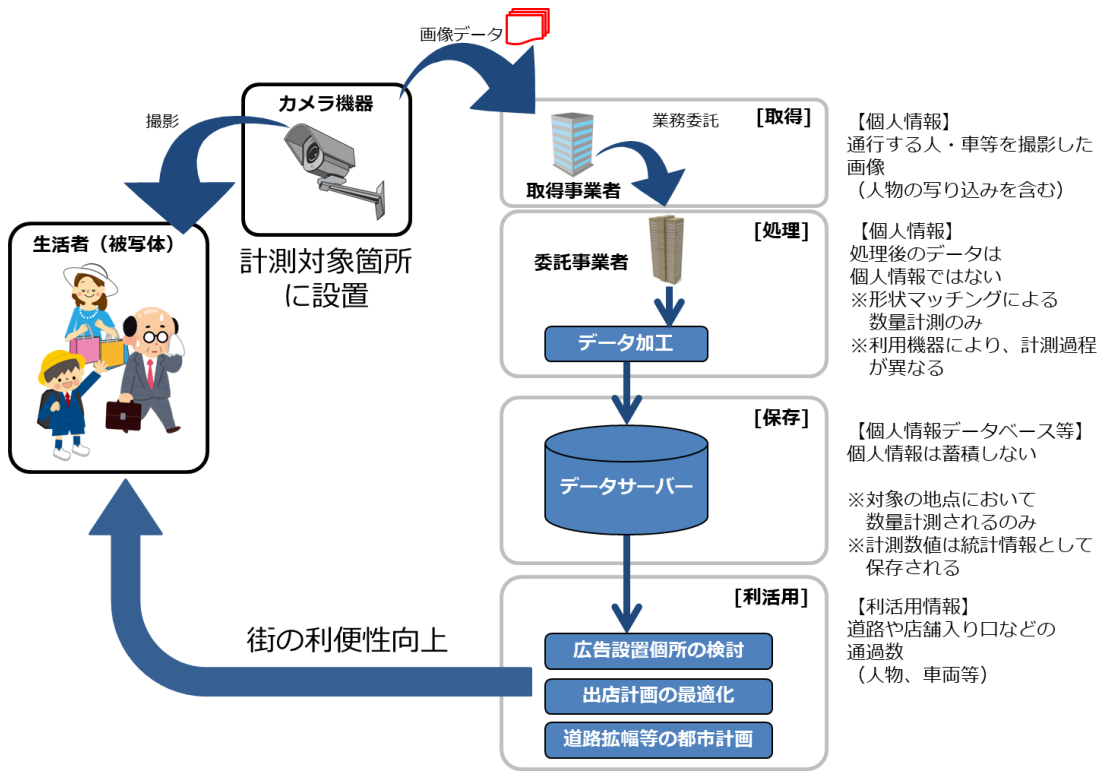 画像データ
カメラ機器
撮影
計測対象箇所
に設置
生活者（被写体）
[取得]
業務委託
取得事業者
【個人情報】
通行する人・車等を撮影した
画像
（人物の写り込みを含む）
[処理]
委託事業者
データ加工
【個人情報】
処理後のデータは
個人情報ではない
※形状マッチングによる
数量計測のみ
※利用機器により、計測過程
が異なる
[保存]
データサーバー
【個人情報データベース等】
個人情報は蓄積しない
※対象の地点において
数量計測されるのみ
※計測数値は統計情報として
保存される
[利活用]
広告設置個所の検討
出店計画の最適化
道路拡幅等の都市計画
【利活用情報】
道路や店舗入り口などの
通過数
（人物、車両等）
街の利便性向上